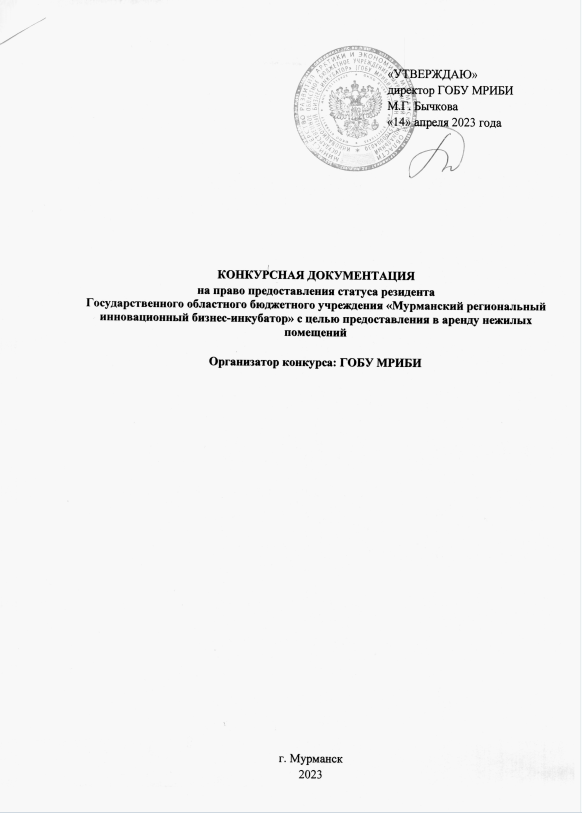 «УТВЕРЖДАЮ»
директор ГОБУ МРИБИ
М.Г. Бычкова
«14» апреля 2023 года
КОНКУРСНАЯ ДОКУМЕНТАЦИЯ
на право предоставления статуса резидента
Государственного областного бюджетного учреждения «Мурманский региональный
инновационный бизнес-инкубатор» с целью предоставления в аренду нежилых
помещений
Организатор конкурса: ГОБУ МРИБИ
г. Мурманск
2023